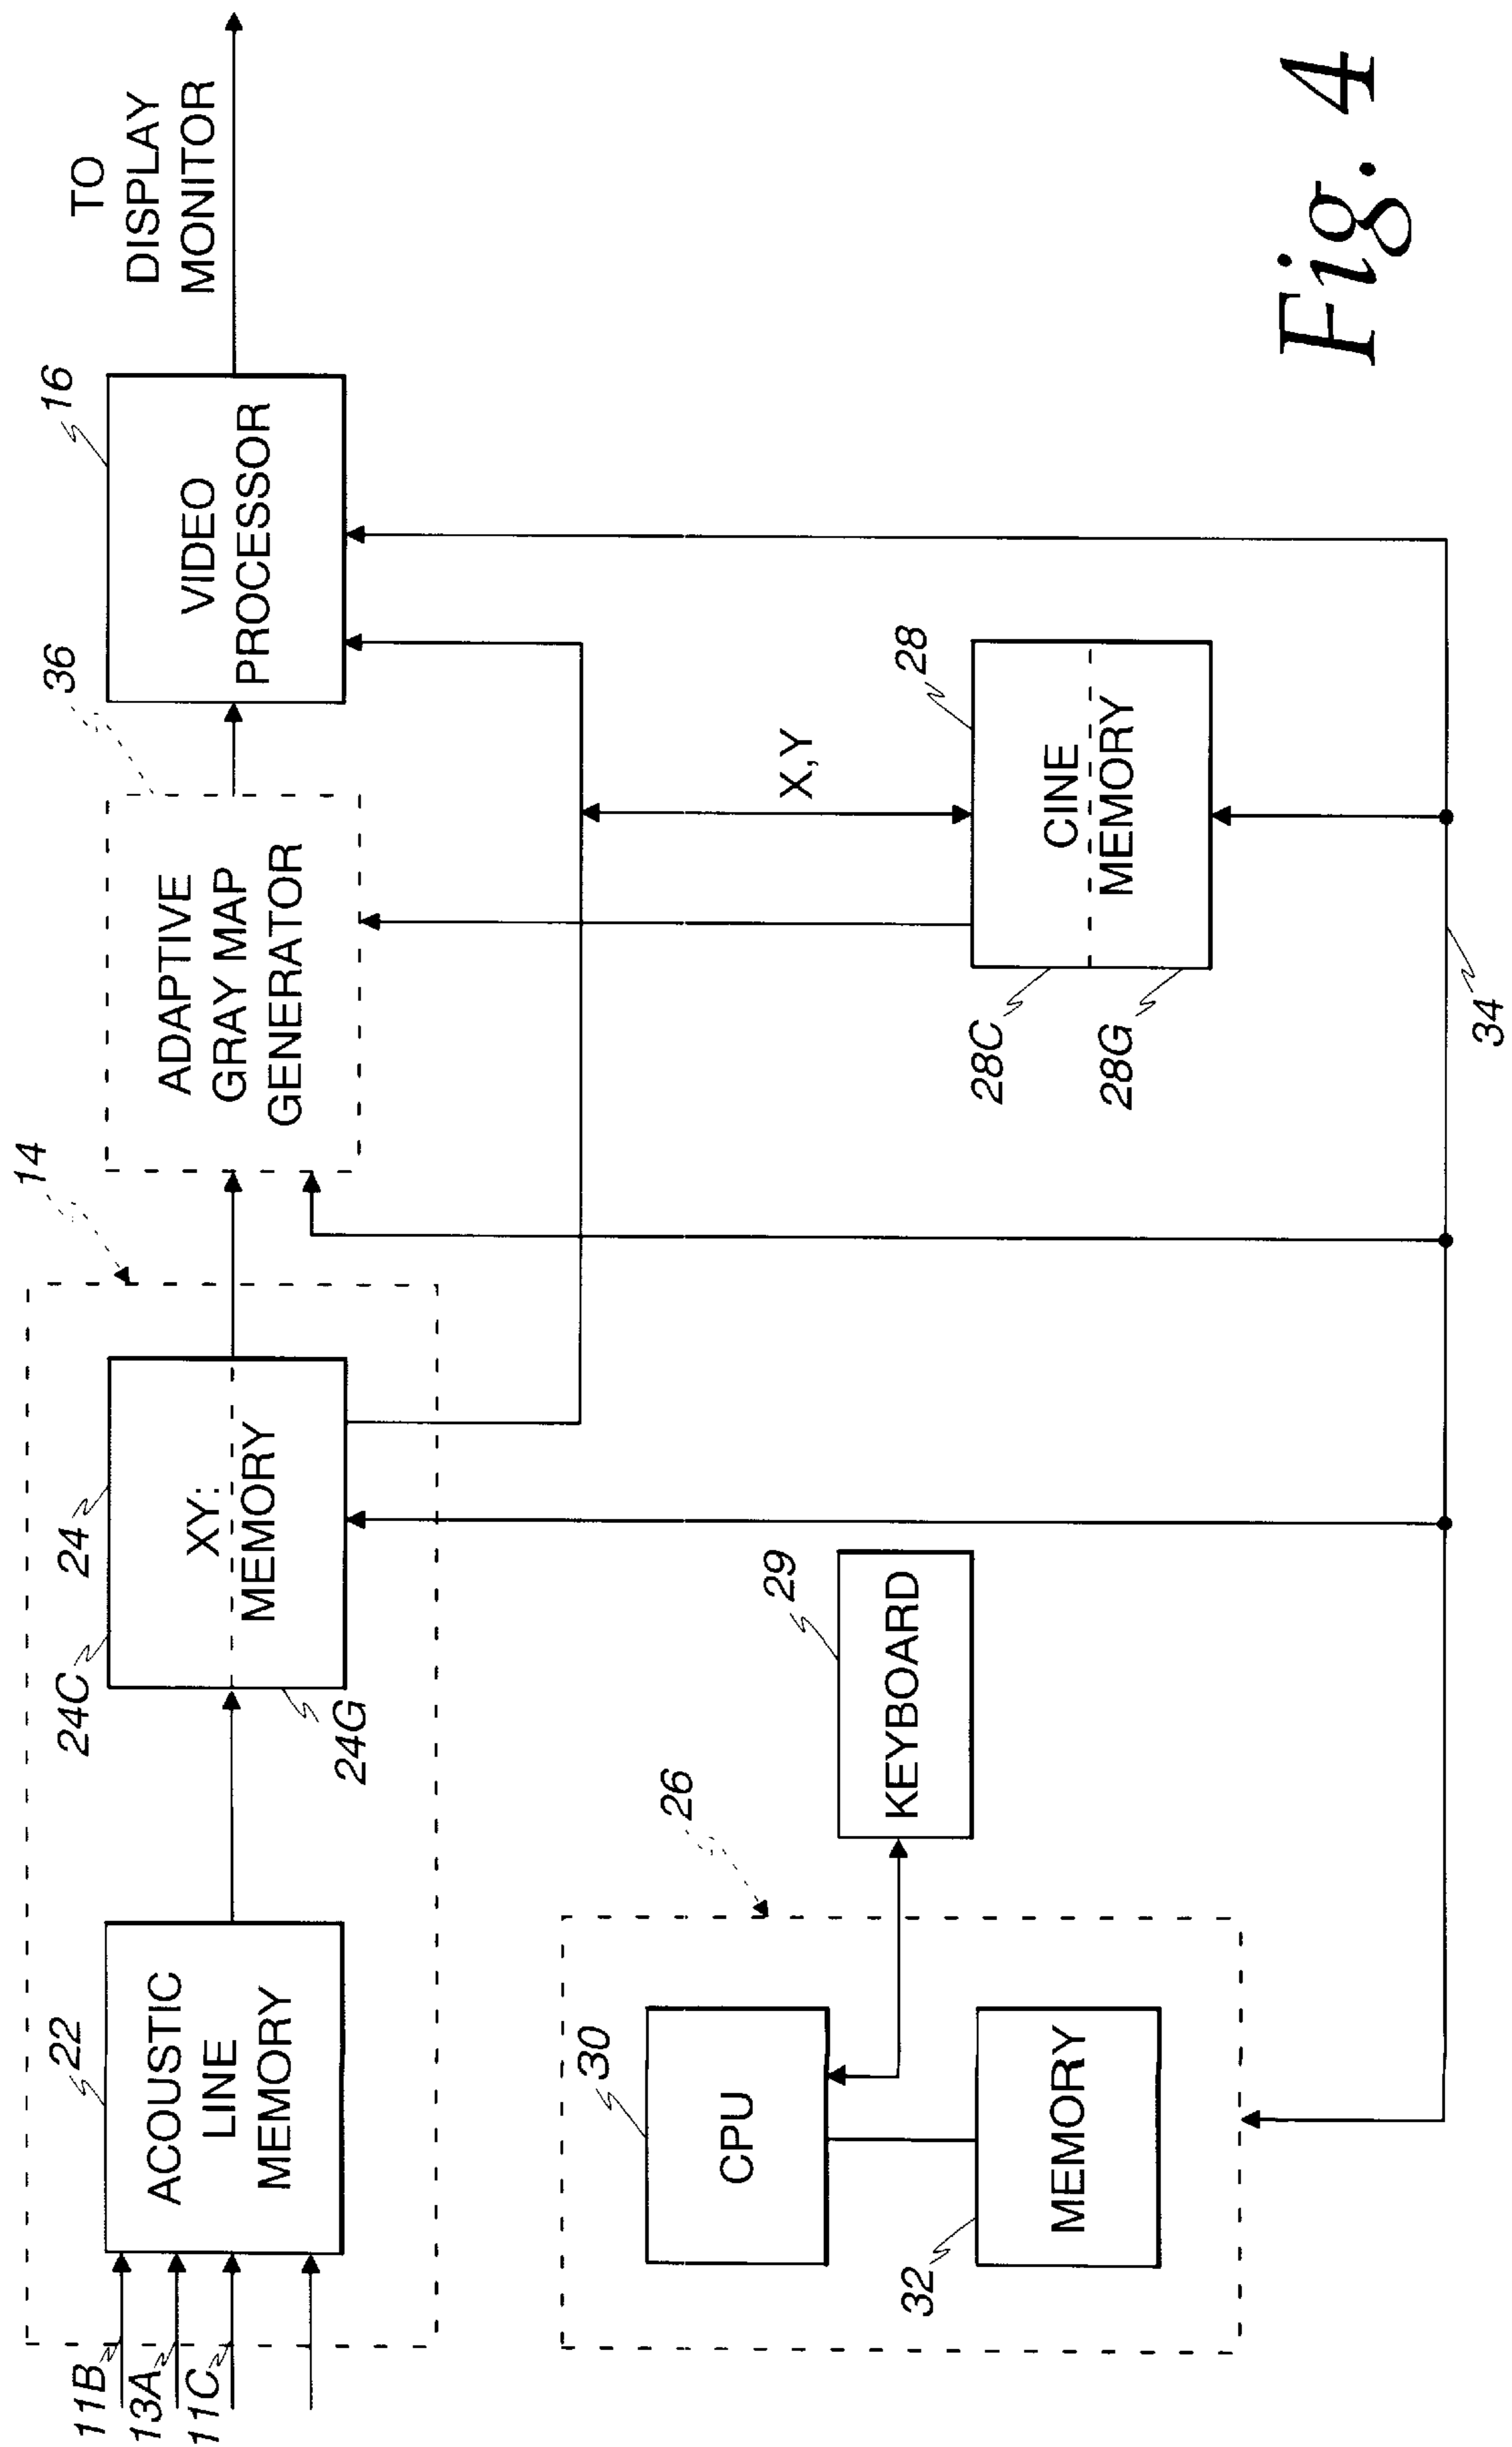 11B
13A
11C
22
ACOUSTIC
LINE
MEMORY
24C
24
24G
XY:
MEMORY
14
ADAPTIVE
GRAY MAP
GENERATOR
36
VIDEO
PROCESSOR
16
TO
DISPLAY
MONITOR
30
CPU
32
MEMORY
26
KEYBOARD
29
28C
28G
CINE
MEMORY
28
X,Y
34
Fig. 4